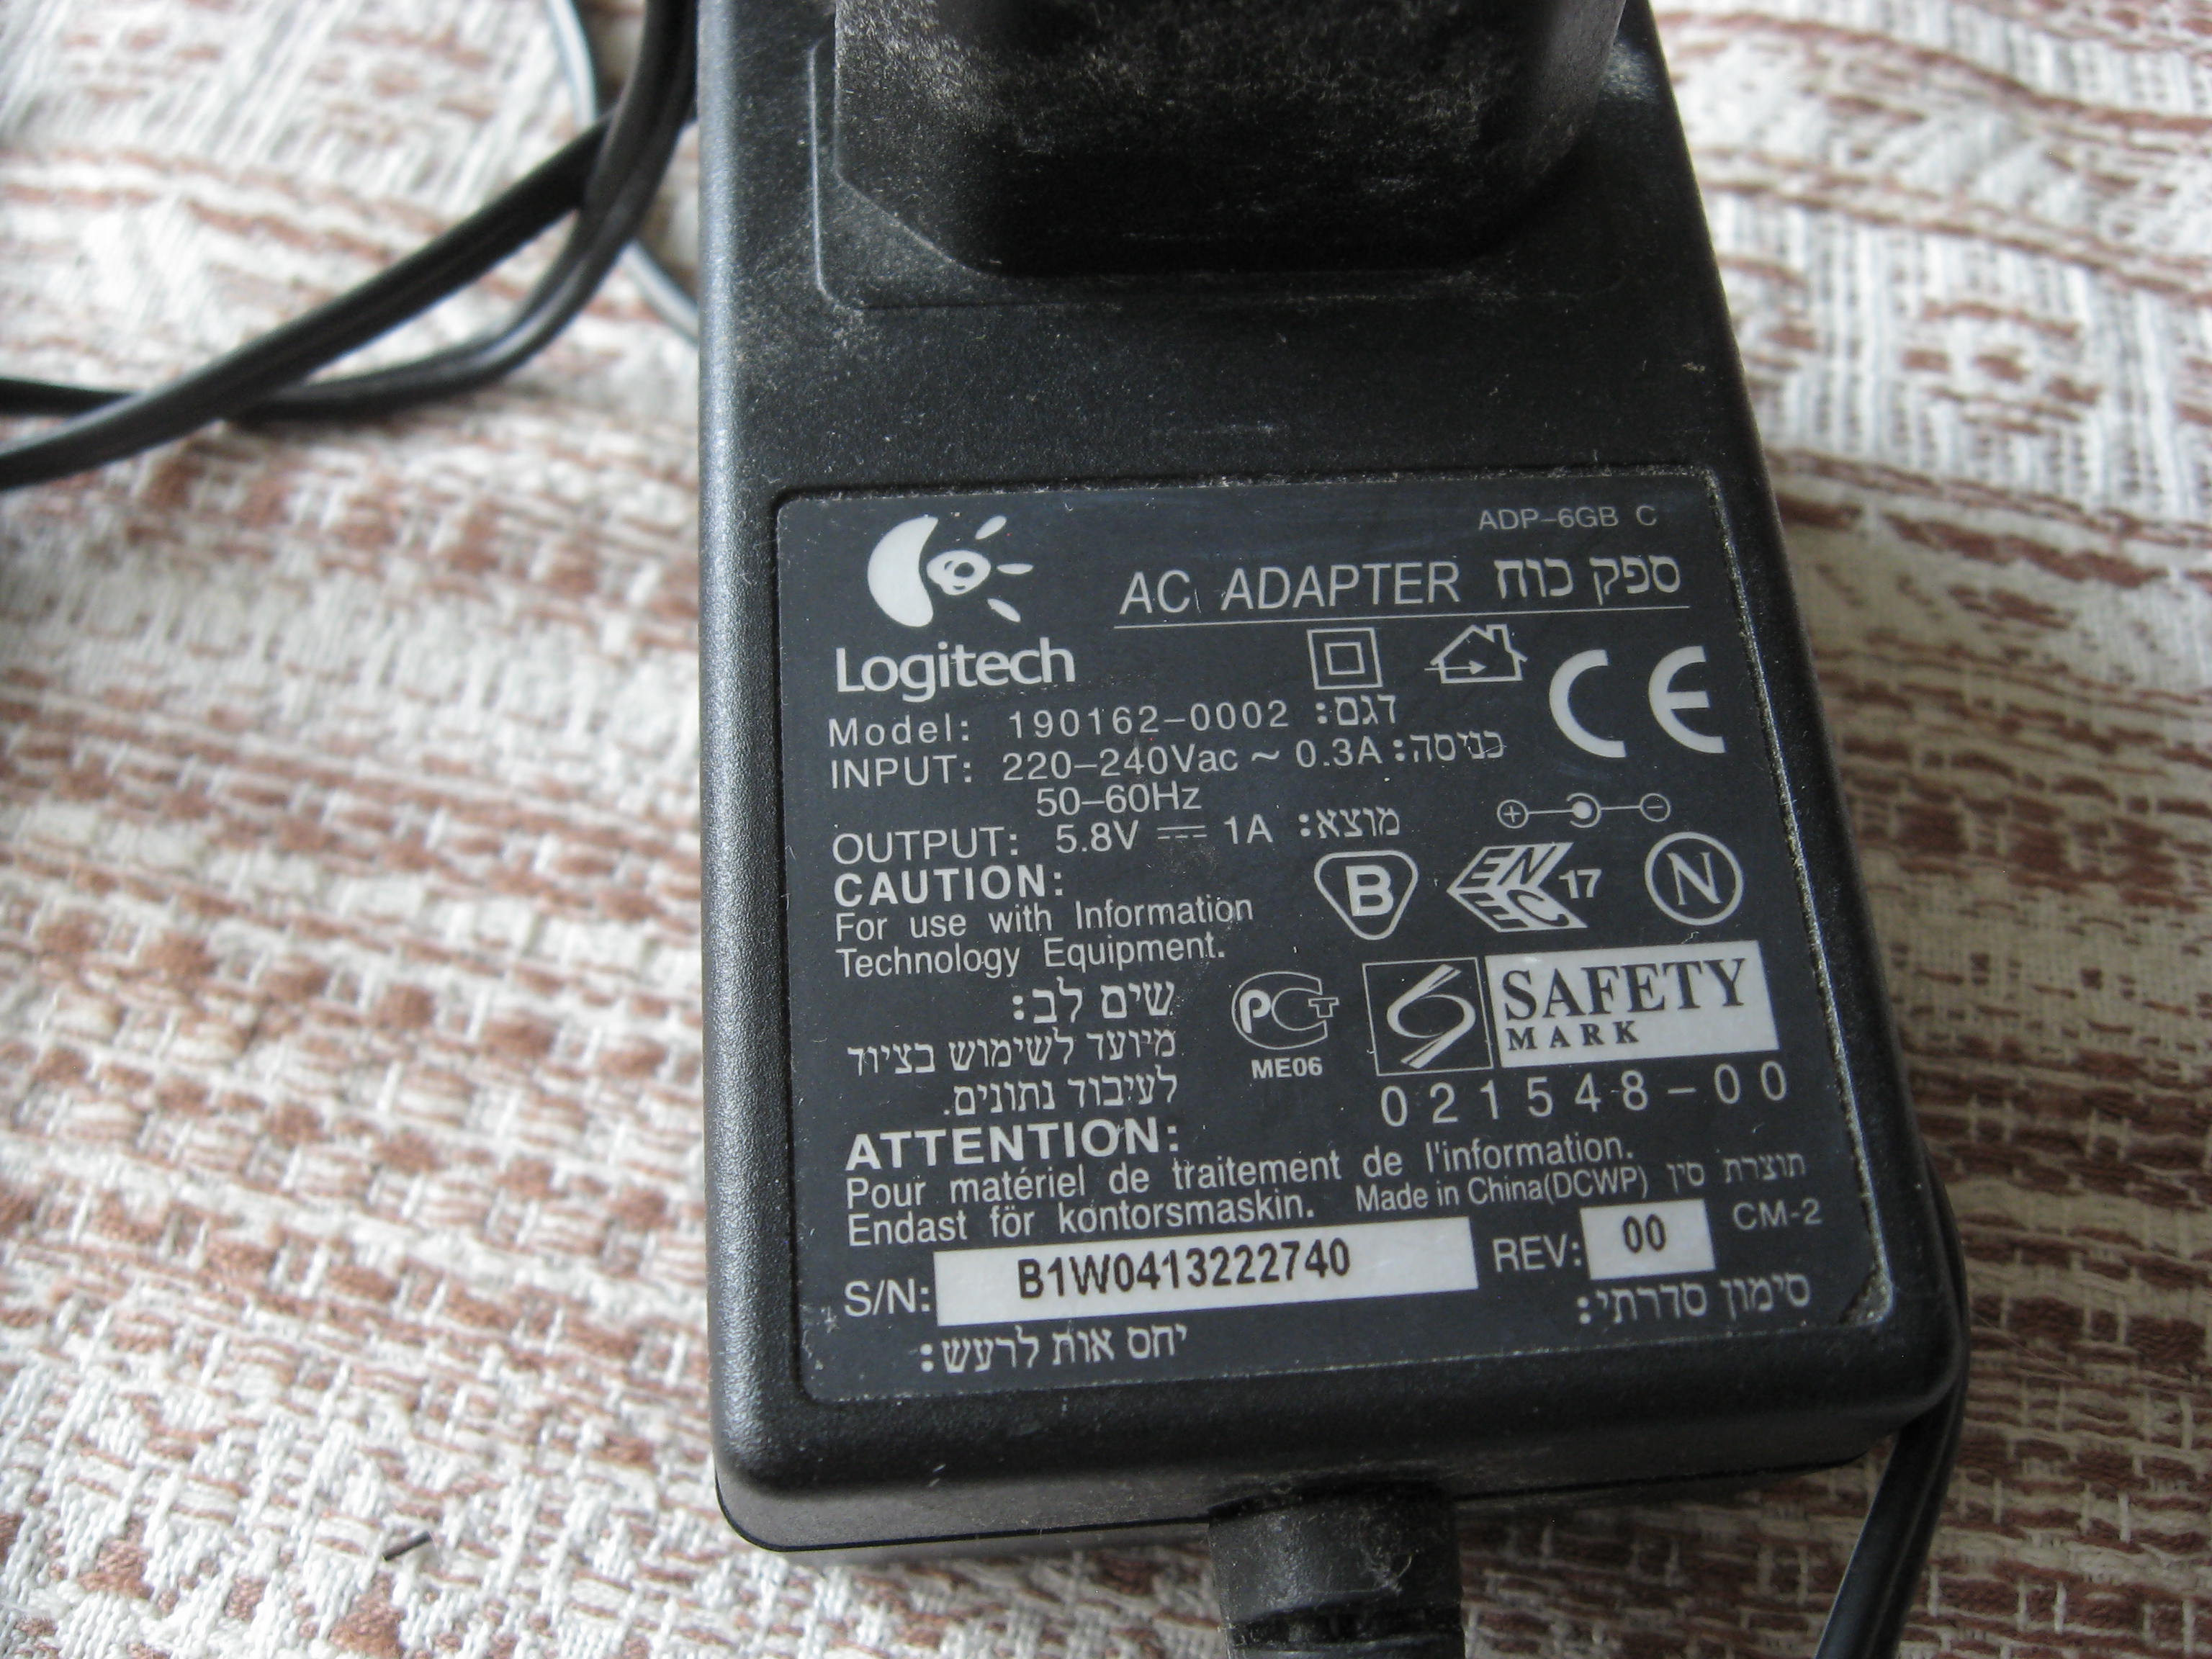 ADP-6GB C
AC ADAPTER ספק כוח
Logitech
Model: 190162-0002 דגם:
INPUT: 220-240Vac ~ 0.3A כניסה:
50-60Hz
OUTPUT: 5.8V ⎓ 1A מוצא:
CE
CAUTION:
For use with Information
Technology Equipment.
B
ENEC 17
N
שים לב:
מיועד לשימוש בציוד
לעיבוד נתונים.
PCT
ME06
SAFETY
MARK
021548-00
ATTENTION:
Pour matériel de traitement de l'information.
Endast för kontorsmaskin. Made in China(DCWP) תוצרת סין
CM-2
S/N: B1W0413222740 REV: 00
סימון סדרתי:
יחס אות לרעש: